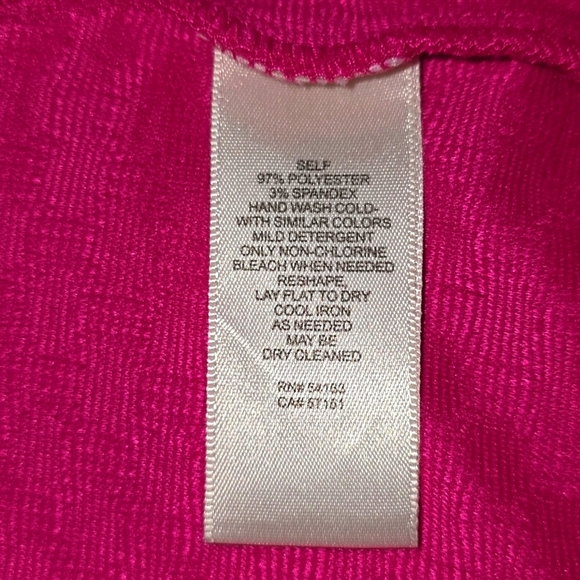 SELF
97% POLYESTER
3% SPANDEX
HAND WASH COLD-
WITH SIMILAR COLORS
MILD DETERGENT
ONLY NON-CHLORINE
BLEACH WHEN NEEDED
RESHAPE,
LAY FLAT TO DRY
COOL IRON
AS NEEDED
MAY BE
DRY CLEANED
RN# 54163
CA# 57151